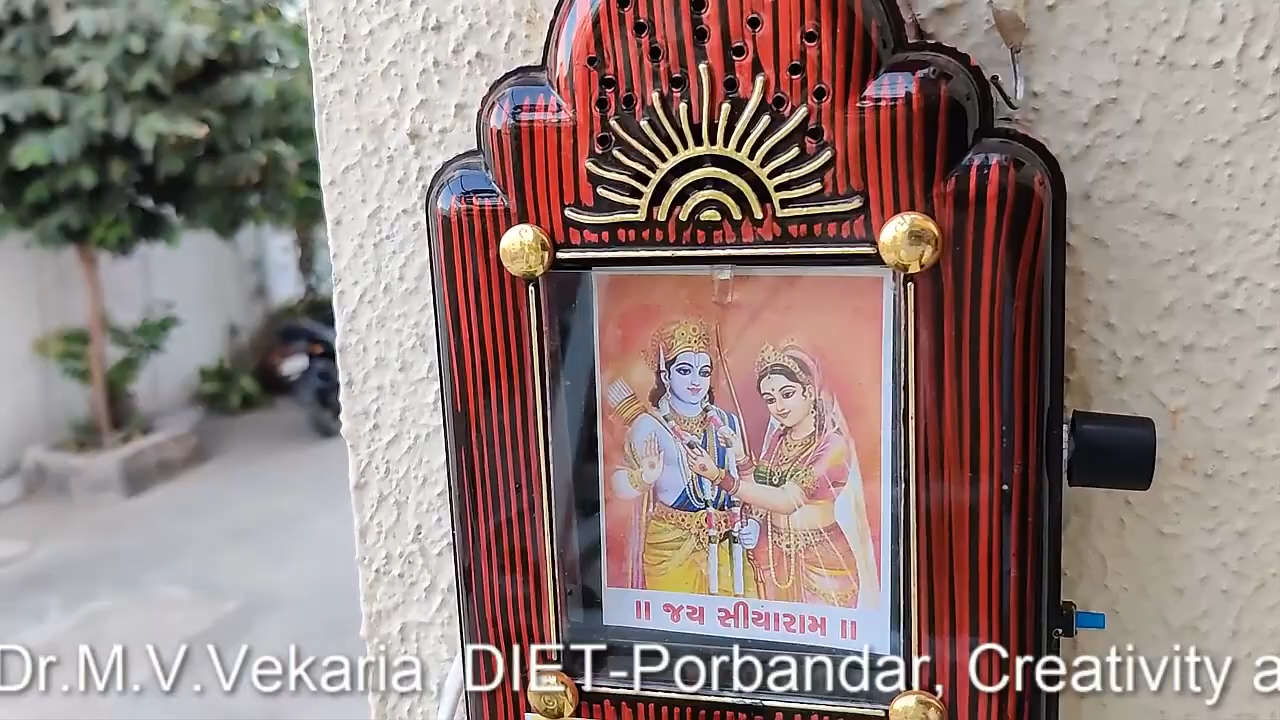 ॥ જય સીયારામ ॥
Dr.M.V.Vekaria, DIET-Porbandar, Creativity a